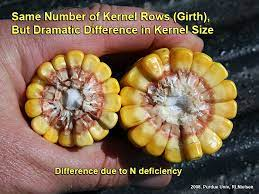 Same Number of Kernel Rows (Girth),
But Dramatic Difference in Kernel Size
Difference due to N deficiency
2008, Purdue Univ, RLNielsen